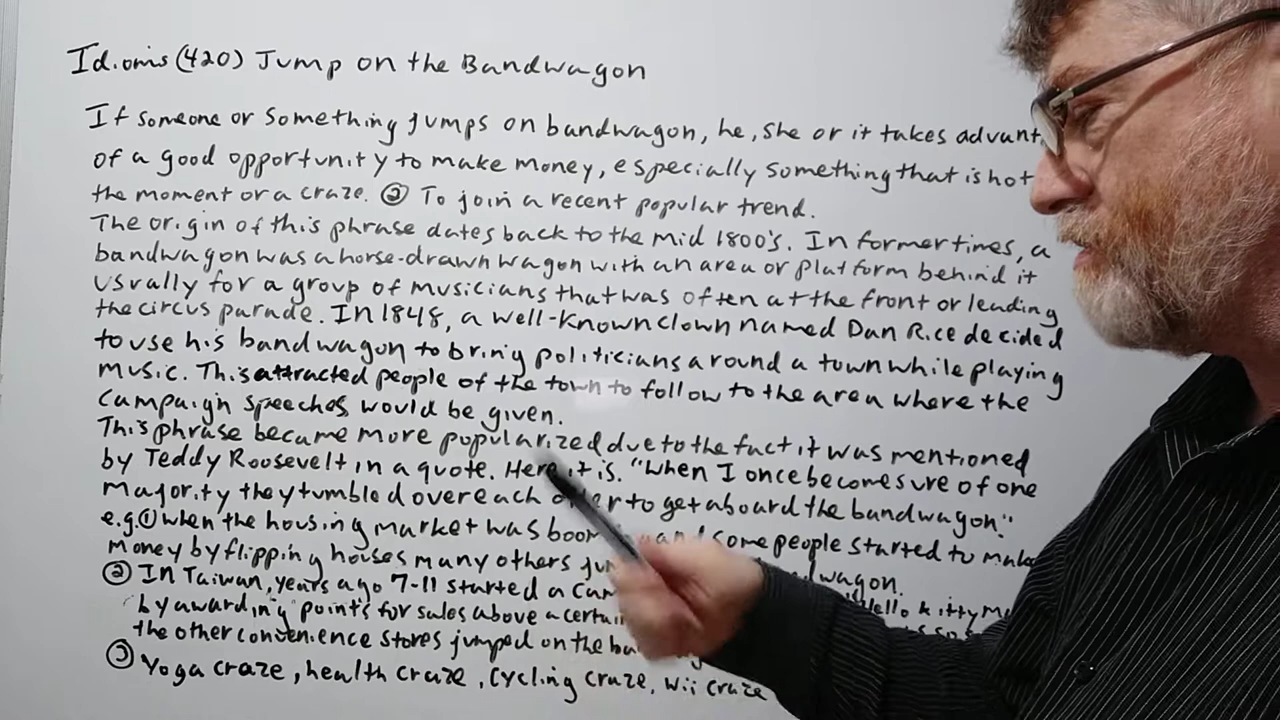 Idioms (420) Jump on the Bandwagon
If someone or something jumps on bandwagon, he, she or it takes advant
of a good opportunity to make money, especially something that is hot
the moment or a craze. ② To join a recent popular trend.
The origin of this phrase dates back to the mid 1800's. In former times, a
bandwagon was a horse-drawn wagon with an area or platform behind it
usually for a group of musicians that was often at the front or leading
the circus parade. In 1848, a well-known clown named Dan Rice decided
to use his bandwagon to bring politicians around a town while playing
music. This attracted people of the town to follow to the area where the
campaign speeches would be given.
This phrase became more popularized due to the fact it was mentioned
by Teddy Roosevelt in a quote. Here it is. "When I once become sure of one
majority they tumbled over each other to get aboard the bandwagon."
e.g. ① When the housing market was boom and some people started to make
money by flipping houses many others wagon.
② In Taiwan, years ago 7-11 started a Hello kitty
by awarding points for sales above a certain
the other convenience stores jumped on the
③ Yoga craze, health craze, cycling craze, wii craze